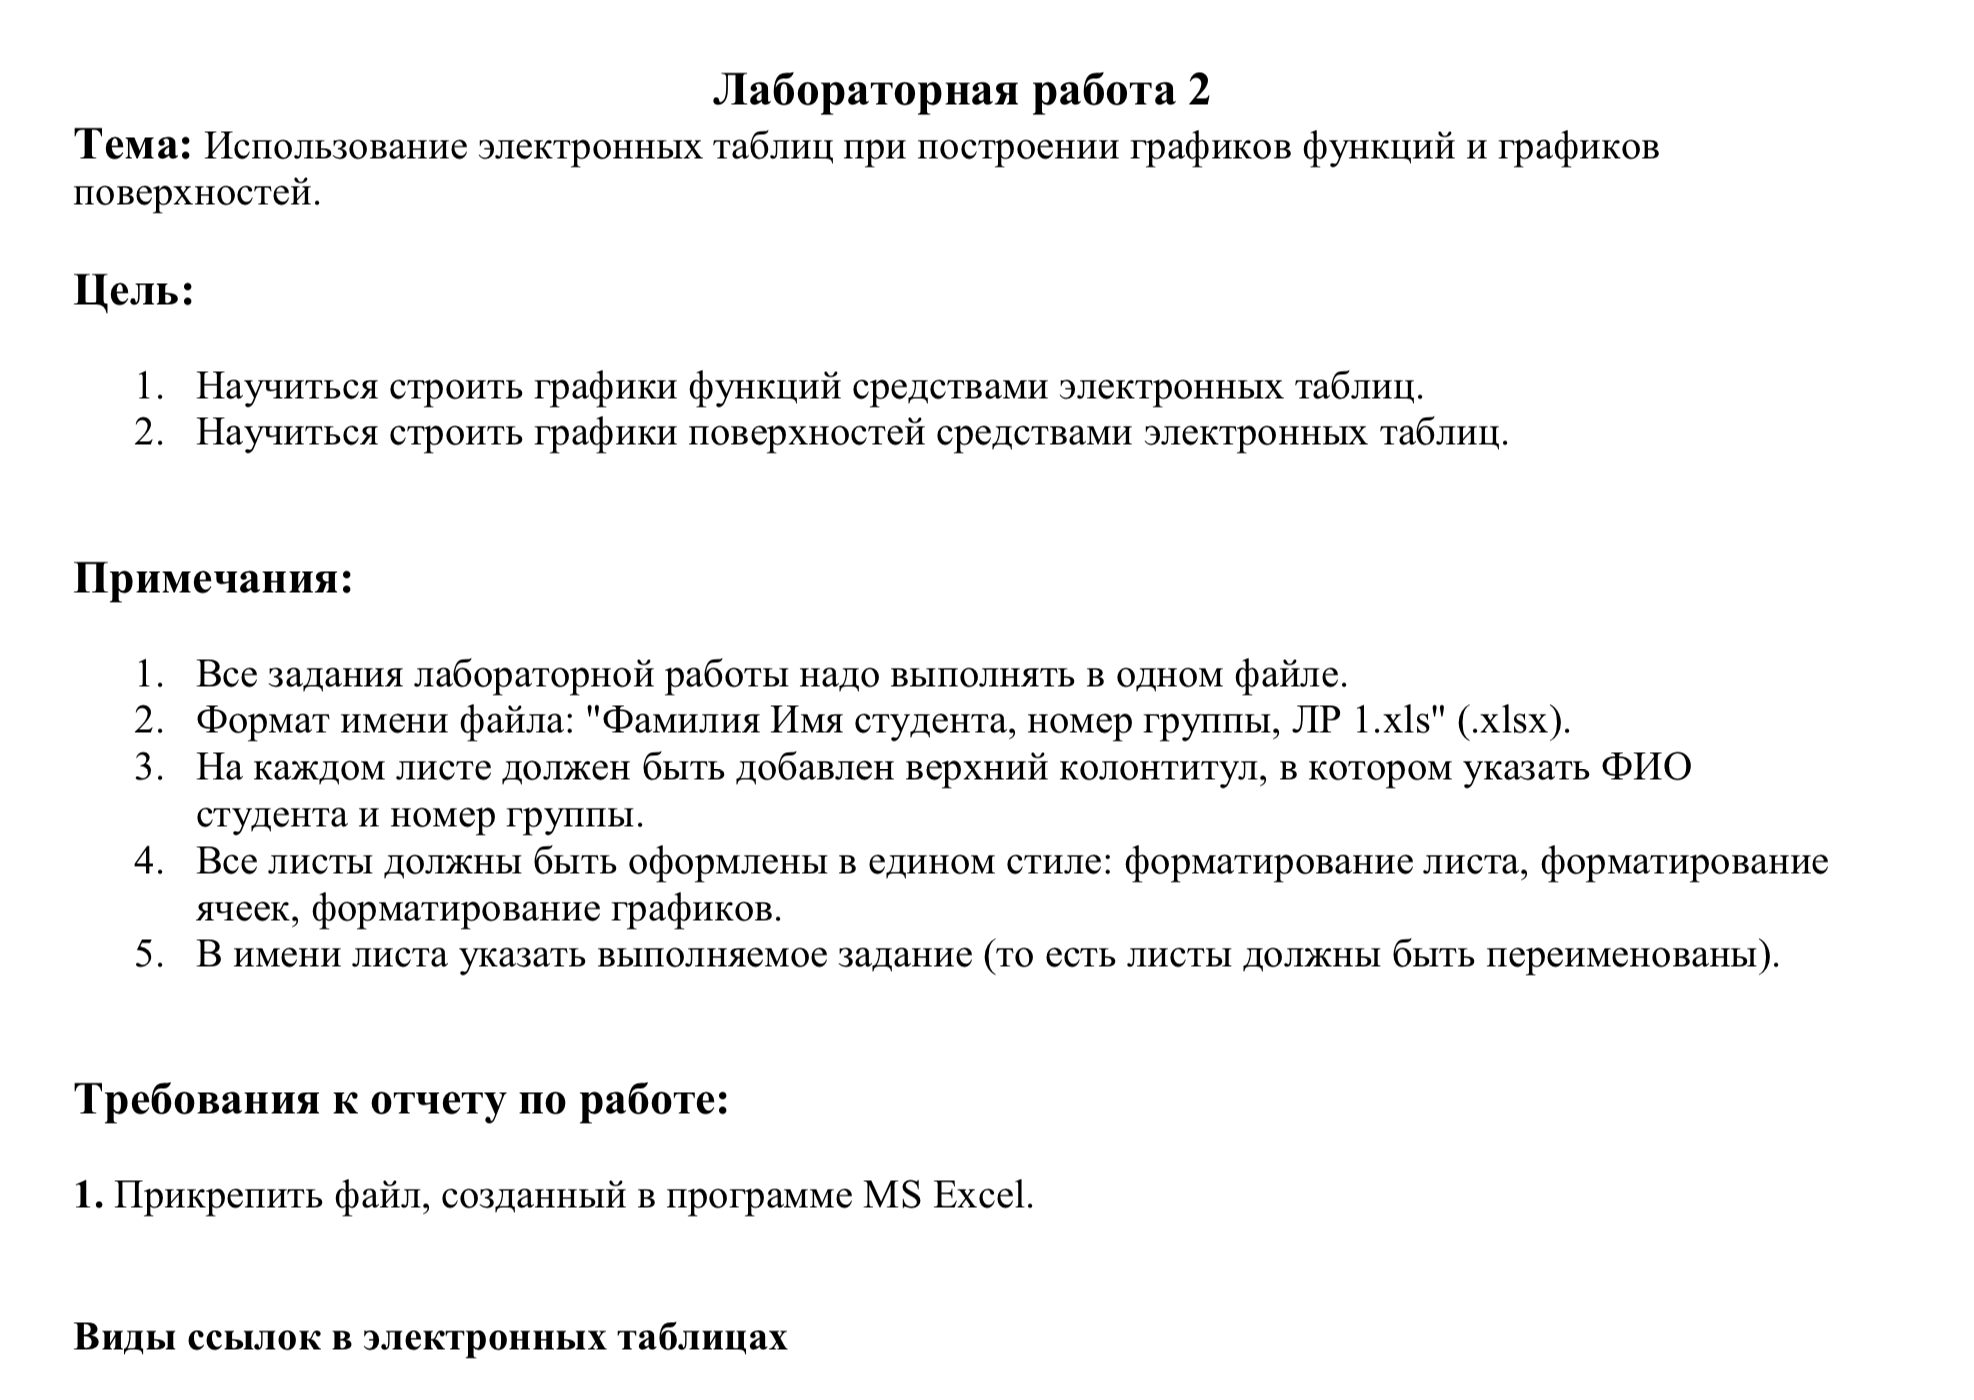 Лабораторная работа 2
Тема: Использование электронных таблиц при построении графиков функций и графиков
поверхностей.
Цель:
1. Научиться строить графики функций средствами электронных таблиц.
2. Научиться строить графики поверхностей средствами электронных таблиц.
Примечания:
1. Все задания лабораторной работы надо выполнять в одном файле.
2. Формат имени файла: "Фамилия Имя студента, номер группы, ЛР 1.xls" (.xlsx).
3. На каждом листе должен быть добавлен верхний колонтитул, в котором указать ФИО
студента и номер группы.
4. Все листы должны быть оформлены в едином стиле: форматирование листа, форматирование
ячеек, форматирование графиков.
5. В имени листа указать выполняемое задание (то есть листы должны быть переименованы).
Требования к отчету по работе:
1. Прикрепить файл, созданный в программе MS Excel.
Виды ссылок в электронных таблицах